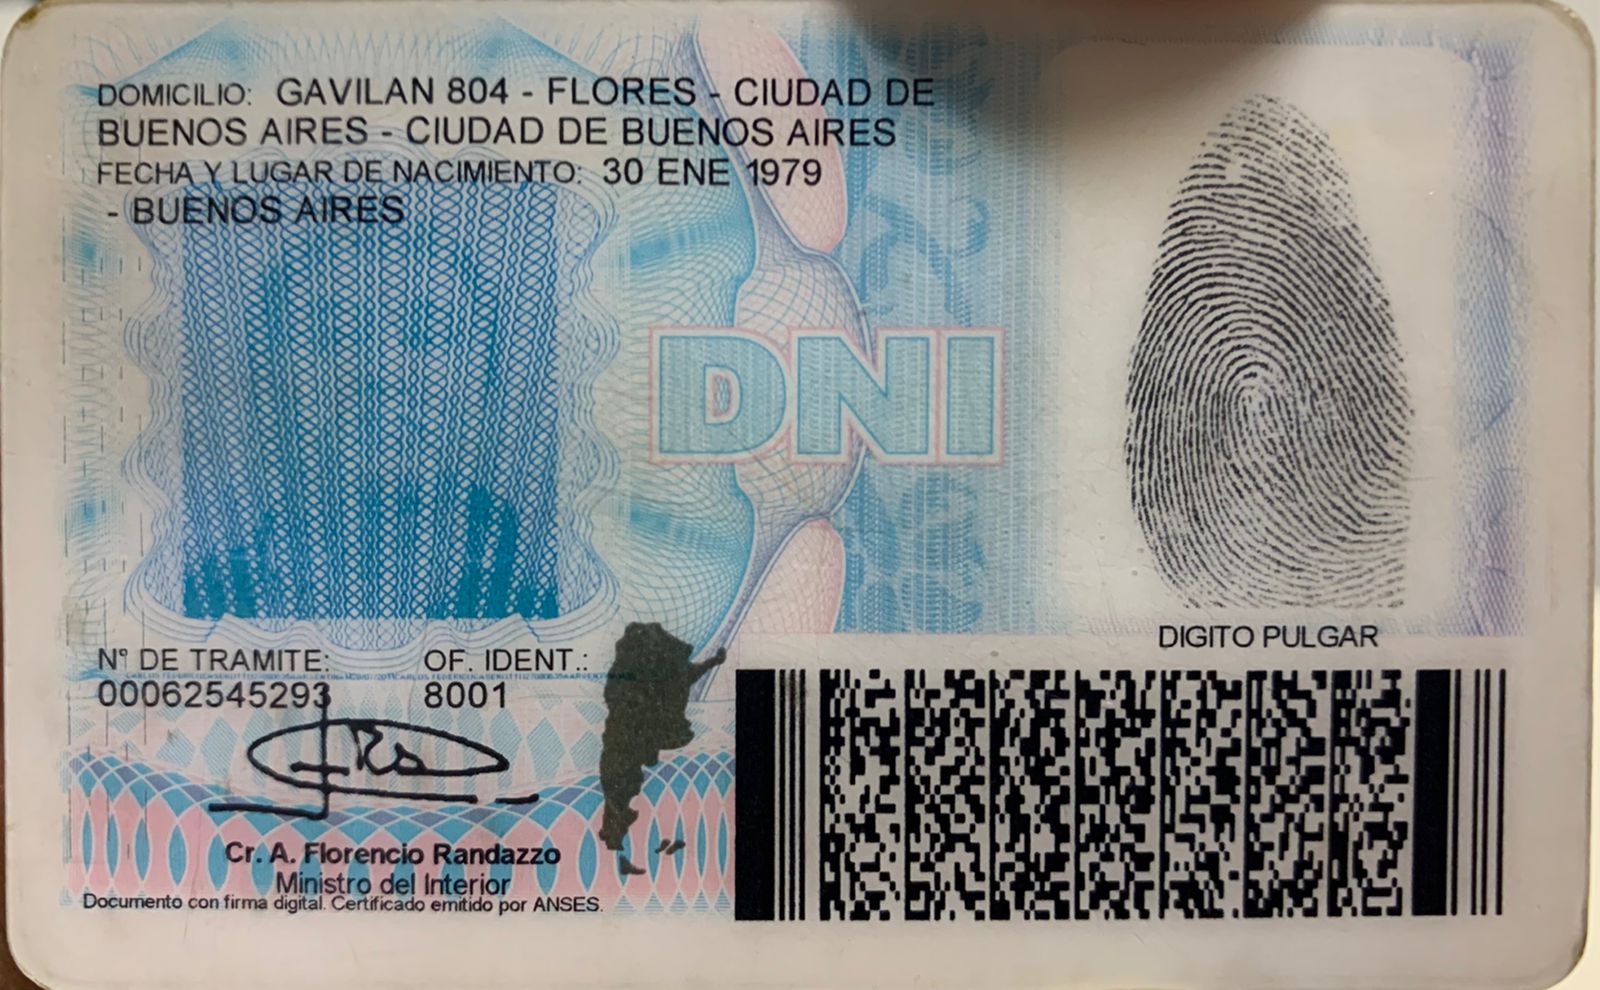 DOMICILIO: GAVILAN 804 - FLORES - CIUDAD DE
BUENOS AIRES - CIUDAD DE BUENOS AIRES
FECHA Y LUGAR DE NACIMIENTO: 30 ENE 1979
- BUENOS AIRES
DNI
DIGITO PULGAR
Nº DE TRAMITE: OF. IDENT.:
00062545293 8001
Cr. A. Florencio Randazzo
Ministro del Interior
Documento con firma digital. Certificado emitido por ANSES.